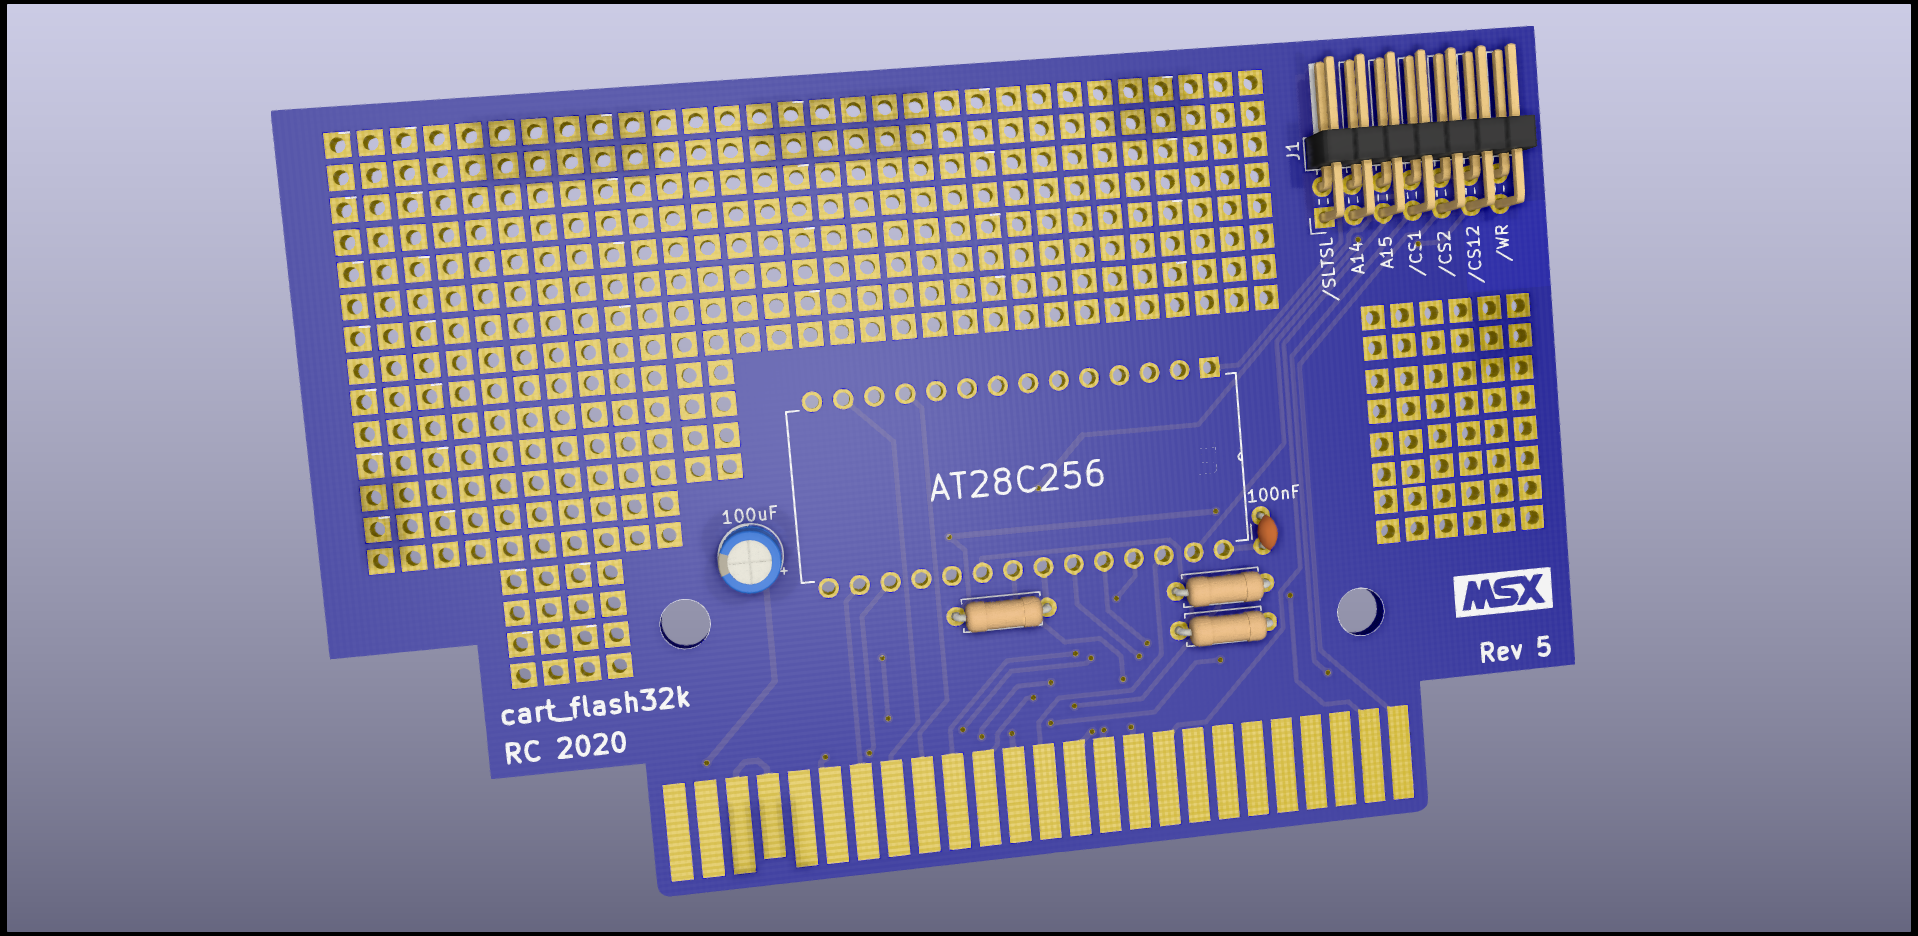 J1
/SLTSL
A14
A15
/CS1
/CS2
/CS12
/WR
AT28C256
100nF
100uF
+
MSX
Rev 5
cart_flash32k
RC 2020